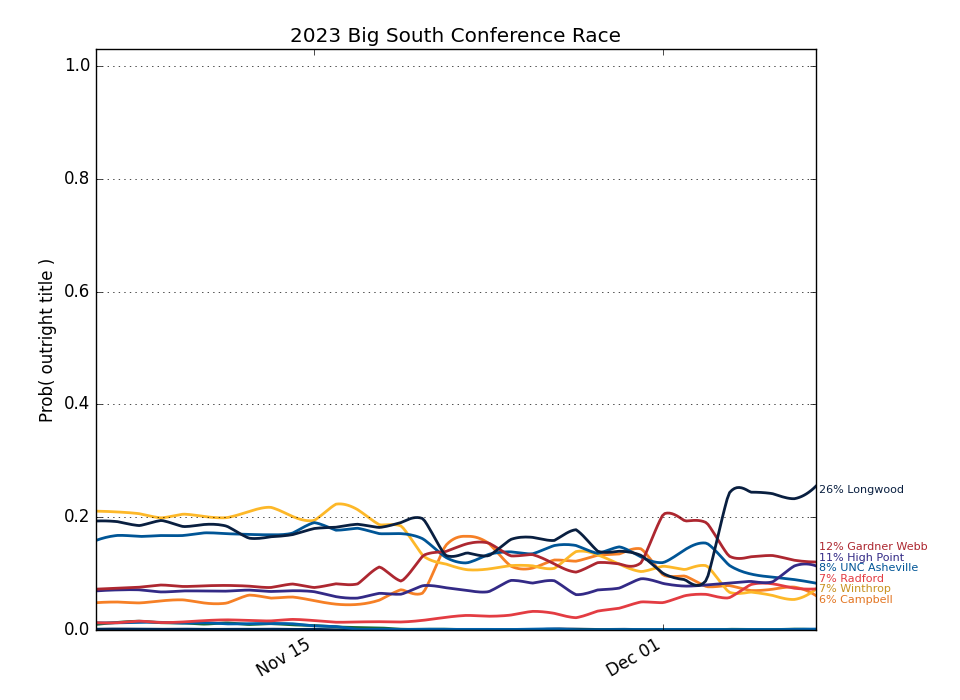 2023 Big South Conference Race
Prob( outright title )
1.0
0.8
0.6
0.4
0.2
0.0
Nov 15
Dec 01
26% Longwood
12% Gardner Webb
11% High Point
8% UNC Asheville
7% Radford
7% Winthrop
6% Campbell